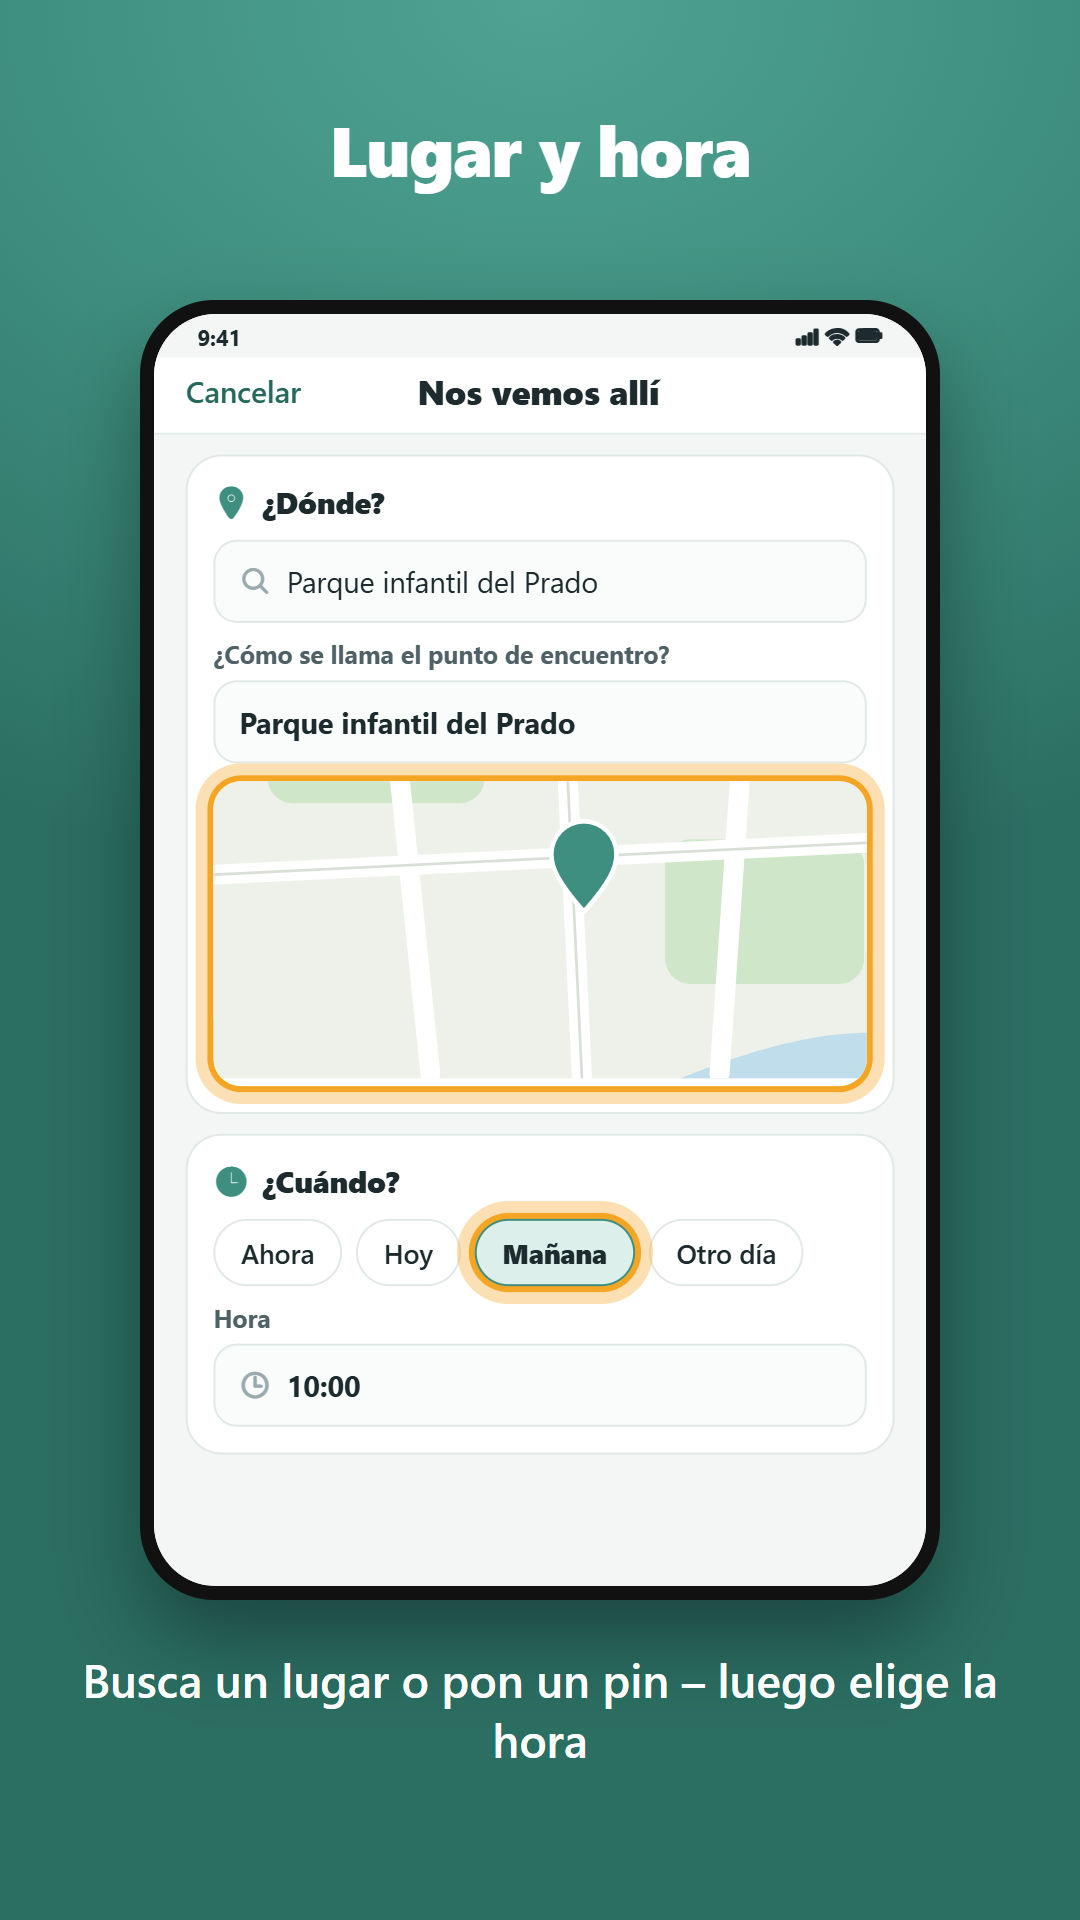 Lugar y hora
9:41
Cancelar
Nos vemos allí
¿Dónde?
Parque infantil del Prado
¿Cómo se llama el punto de encuentro?
Parque infantil del Prado
¿Cuándo?
Ahora
Hoy
Mañana
Otro día
Hora
10:00
Busca un lugar o pon un pin – luego elige la
hora